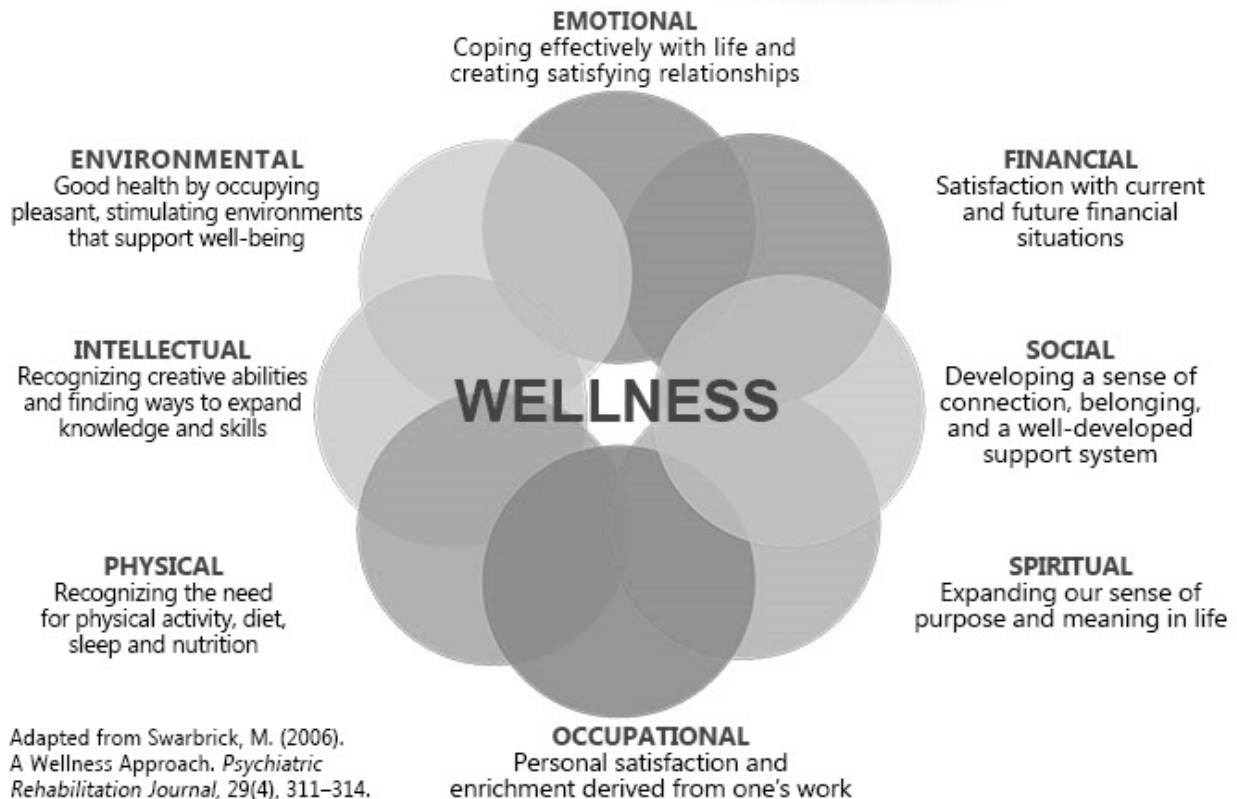 EMOTIONAL
Coping effectively with life and
creating satisfying relationships
ENVIRONMENTAL
Good health by occupying
pleasant, stimulating environments
that support well-being
FINANCIAL
Satisfaction with current
and future financial
situations
INTELLECTUAL
Recognizing creative abilities
and finding ways to expand
knowledge and skills
WELLNESS
SOCIAL
Developing a sense of
connection, belonging,
and a well-developed
support system
PHYSICAL
Recognizing the need
for physical activity, diet,
sleep and nutrition
SPIRITUAL
Expanding our sense of
purpose and meaning in life
OCCUPATIONAL
Personal satisfaction and
enrichment derived from one's work
Adapted from Swarbrick, M. (2006).
A Wellness Approach. Psychiatric
Rehabilitation Journal, 29(4), 311–314.